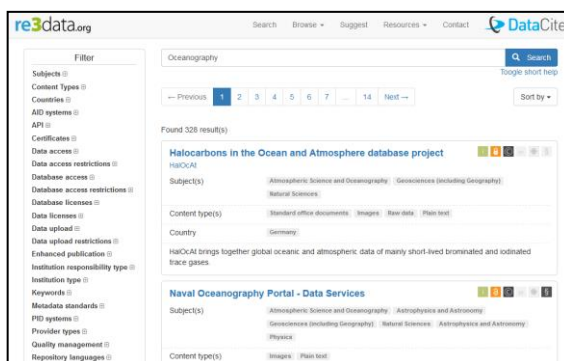 re3data.org
Search Browse Suggest Resources Contact DataCite
Filter
Subjects
Content Types
Countries
AID systems
API
Certificates
Data access
Data access restrictions
Database access
Database access restrictions
Database licenses
Data licenses
Data upload
Data upload restrictions
Enhanced publication
Institution responsibility type
Institution type
Keywords
Metadata standards
PID systems
Provider types
Quality management
Repository languages
Oceanography Search
Toogle short help
← Previous 1 2 3 4 5 6 7 ... 14 Next → Sort by
Found 328 result(s)
Halocarbons in the Ocean and Atmosphere database project
HalOcAt
Subject(s) Atmospheric Science and Oceanography Geosciences (including Geography)
Natural Sciences
Content type(s) Standard office documents Images Raw data Plain text
Country Germany
HalOcAt brings together global oceanic and atmospheric data of mainly short-lived brominated and iodinated
trace gases.
Naval Oceanography Portal - Data Services
Subject(s) Atmospheric Science and Oceanography Astrophysics and Astronomy
Geosciences (including Geography) Natural Sciences Astrophysics and Astronomy
Physics
Content type(s) Images Plain text